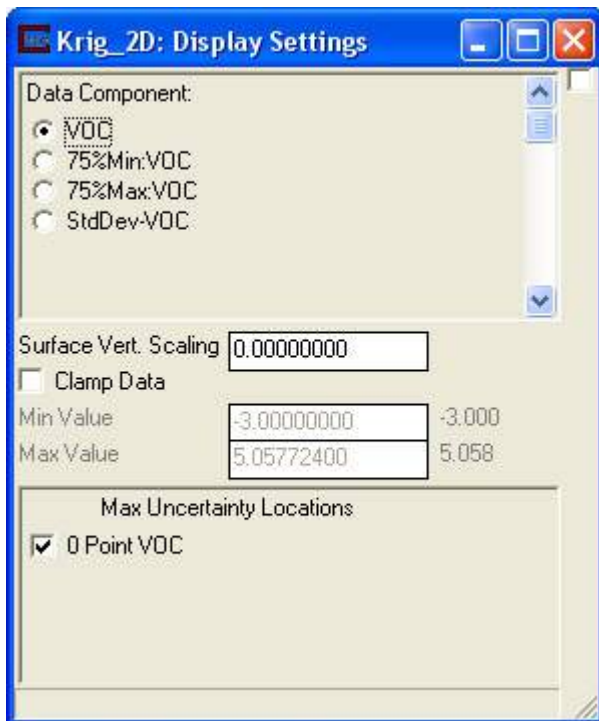 Krig_2D: Display Settings
Data Component:
VOC
75%Min:VOC
75%Max:VOC
StdDev-VOC
Surface Vert. Scaling 0.00000000
Clamp Data
Min Value -3.00000000 -3.000
Max Value 5.05772400 5.058
Max Uncertainty Locations
0 Point VOC